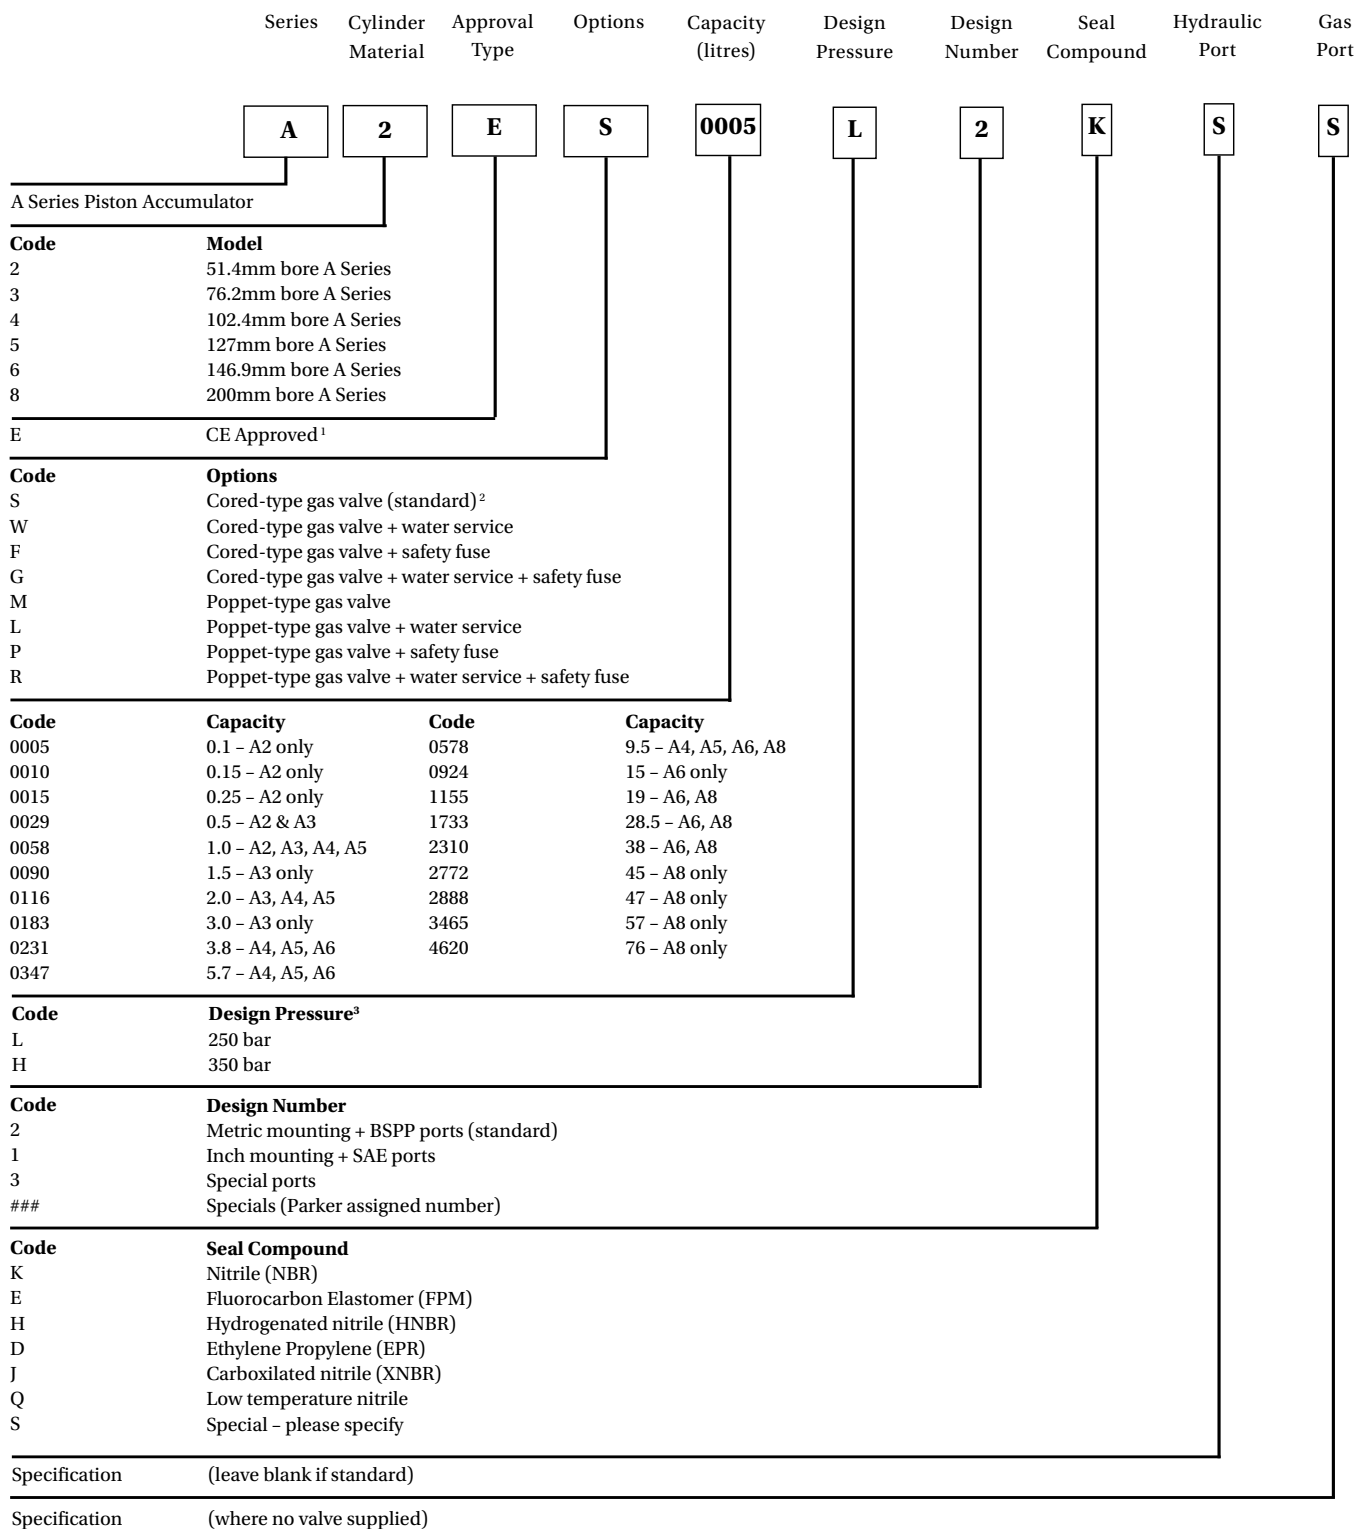 Series Cylinder Material Approval Type Options Capacity (litres) Design Pressure Design Number Seal Compound Hydraulic Port Gas Port
A 2 E S 0005 L 2 K S S
A Series Piston Accumulator
Code Model
2 51.4mm bore A Series
3 76.2mm bore A Series
4 102.4mm bore A Series
5 127mm bore A Series
6 146.9mm bore A Series
8 200mm bore A Series
E CE Approved ¹
Code Options
S Cored-type gas valve (standard) ²
W Cored-type gas valve + water service
F Cored-type gas valve + safety fuse
G Cored-type gas valve + water service + safety fuse
M Poppet-type gas valve
L Poppet-type gas valve + water service
P Poppet-type gas valve + safety fuse
R Poppet-type gas valve + water service + safety fuse
Code Capacity Code Capacity
0005 0.1 – A2 only 0578 9.5 – A4, A5, A6, A8
0010 0.15 – A2 only 0924 15 – A6 only
0015 0.25 – A2 only 1155 19 – A6, A8
0029 0.5 – A2 & A3 1733 28.5 – A6, A8
0058 1.0 – A2, A3, A4, A5 2310 38 – A6, A8
0090 1.5 – A3 only 2772 45 – A8 only
0116 2.0 – A3, A4, A5 2888 47 – A8 only
0183 3.0 – A3 only 3465 57 – A8 only
0231 3.8 – A4, A5, A6 4620 76 – A8 only
0347 5.7 – A4, A5, A6
Code Design Pressure³
L 250 bar
H 350 bar
Code Design Number
2 Metric mounting + BSPP ports (standard)
1 Inch mounting + SAE ports
3 Special ports
### Specials (Parker assigned number)
Code Seal Compound
K Nitrile (NBR)
E Fluorocarbon Elastomer (FPM)
H Hydrogenated nitrile (HNBR)
D Ethylene Propylene (EPR)
J Carboxilated nitrile (XNBR)
Q Low temperature nitrile
S Special – please specify
Specification (leave blank if standard)
Specification (where no valve supplied)